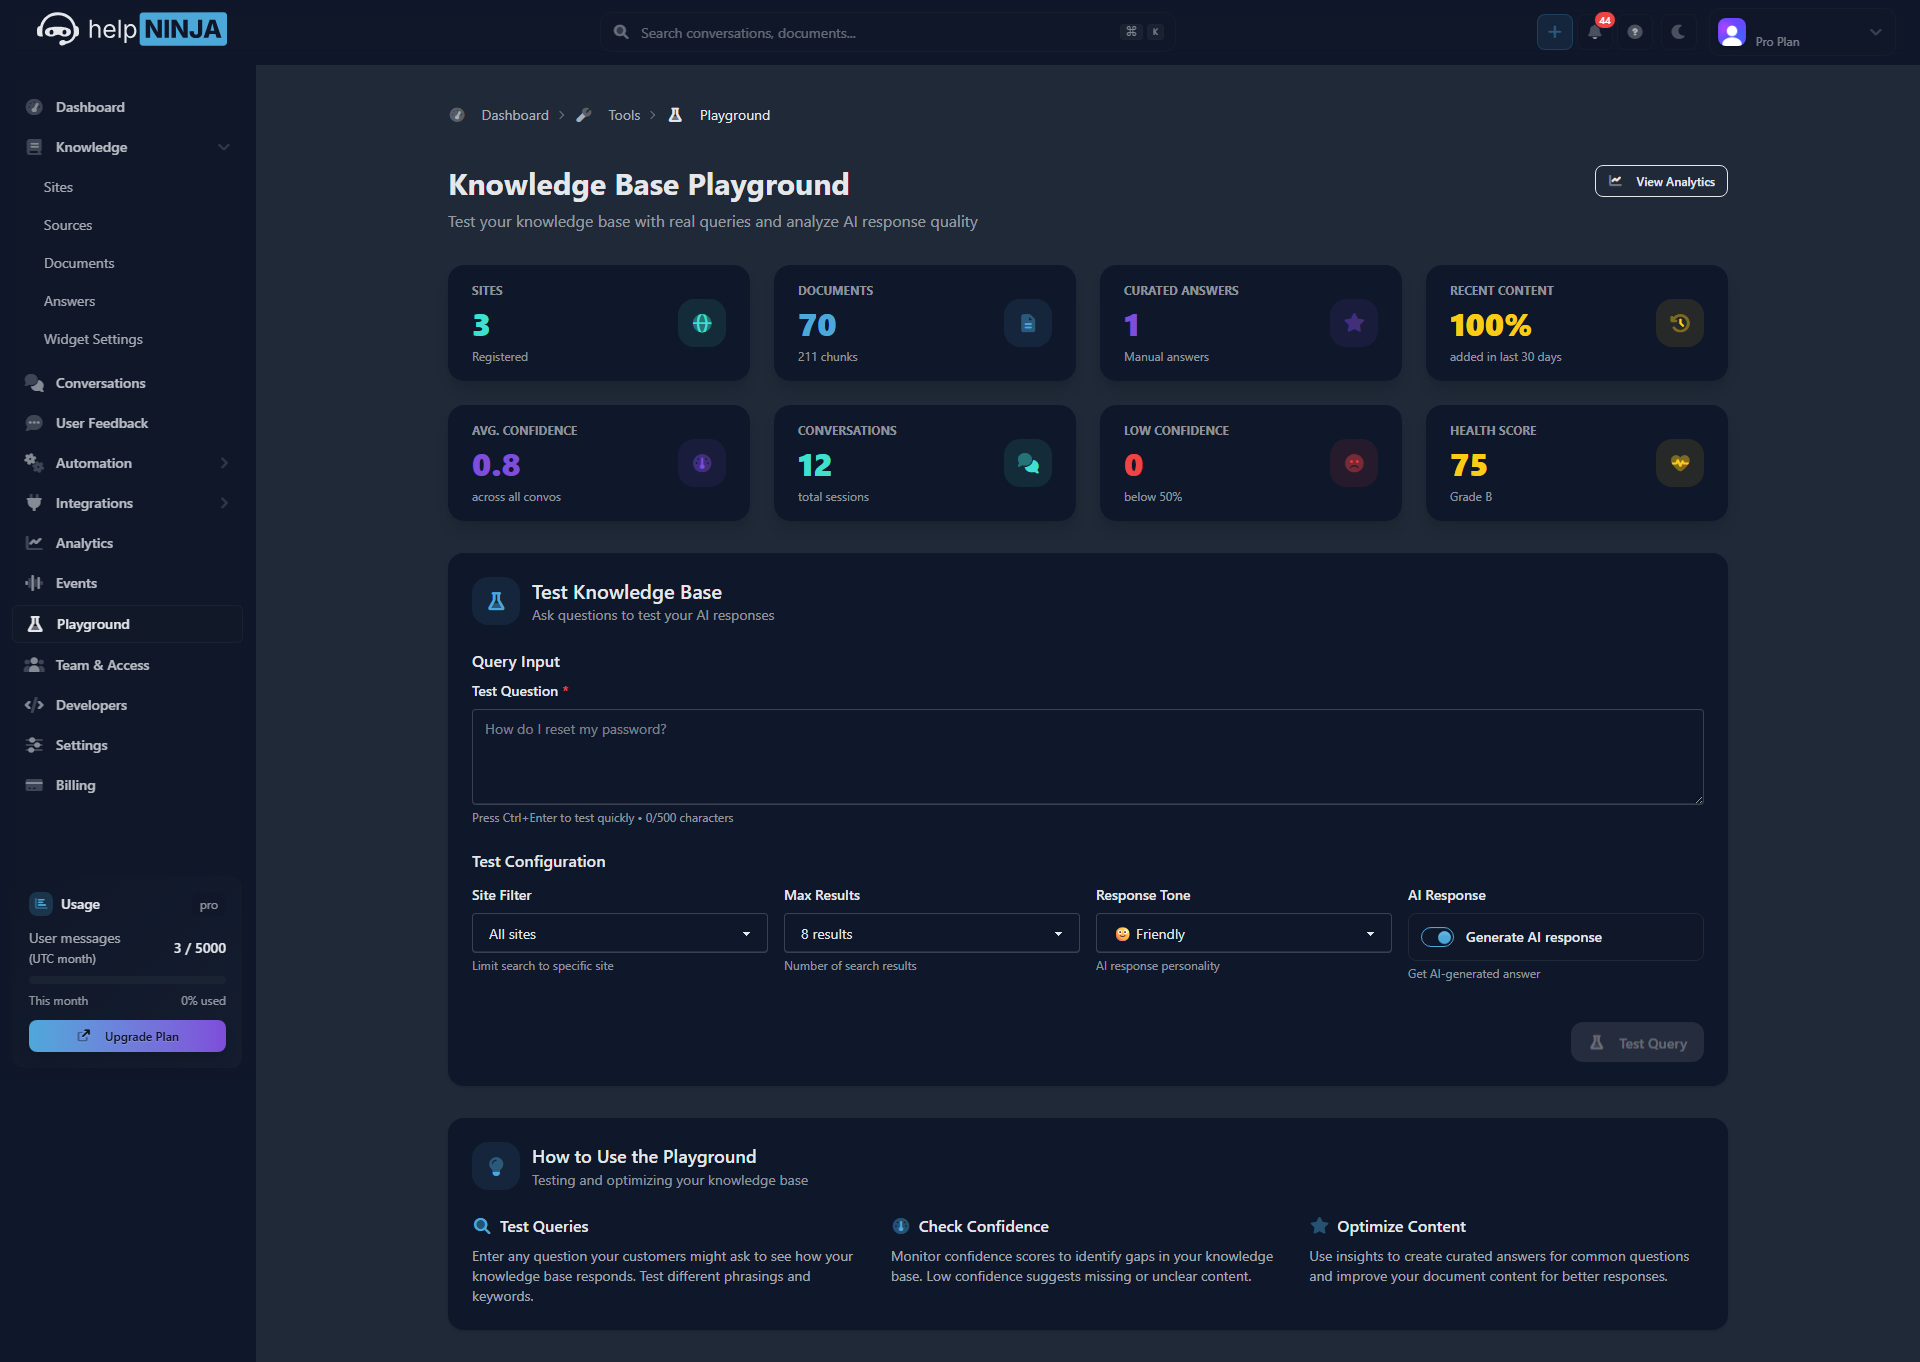 help NINJA
Search conversations, documents...
⌘ K
44
Pro Plan
Dashboard
Knowledge
Sites
Sources
Documents
Answers
Widget Settings
Conversations
User Feedback
Automation
Integrations
Analytics
Events
Playground
Team & Access
Developers
Settings
Billing
Usage pro
User messages
(UTC month)
3 / 5000
This month 0% used
Upgrade Plan
Dashboard > Tools > Playground
Knowledge Base Playground
View Analytics
Test your knowledge base with real queries and analyze AI response quality
SITES
3
Registered
DOCUMENTS
70
211 chunks
CURATED ANSWERS
1
Manual answers
RECENT CONTENT
100%
added in last 30 days
AVG. CONFIDENCE
0.8
across all convos
CONVERSATIONS
12
total sessions
LOW CONFIDENCE
0
below 50%
HEALTH SCORE
75
Grade B
Test Knowledge Base
Ask questions to test your AI responses
Query Input
Test Question *
How do I reset my password?
Press Ctrl+Enter to test quickly • 0/500 characters
Test Configuration
Site Filter
All sites
Limit search to specific site
Max Results
8 results
Number of search results
Response Tone
😊 Friendly
AI response personality
AI Response
Generate AI response
Get AI-generated answer
Test Query
How to Use the Playground
Testing and optimizing your knowledge base
Test Queries
Enter any question your customers might ask to see how your
knowledge base responds. Test different phrasings and
keywords.
Check Confidence
Monitor confidence scores to identify gaps in your knowledge
base. Low confidence suggests missing or unclear content.
Optimize Content
Use insights to create curated answers for common questions
and improve your document content for better responses.